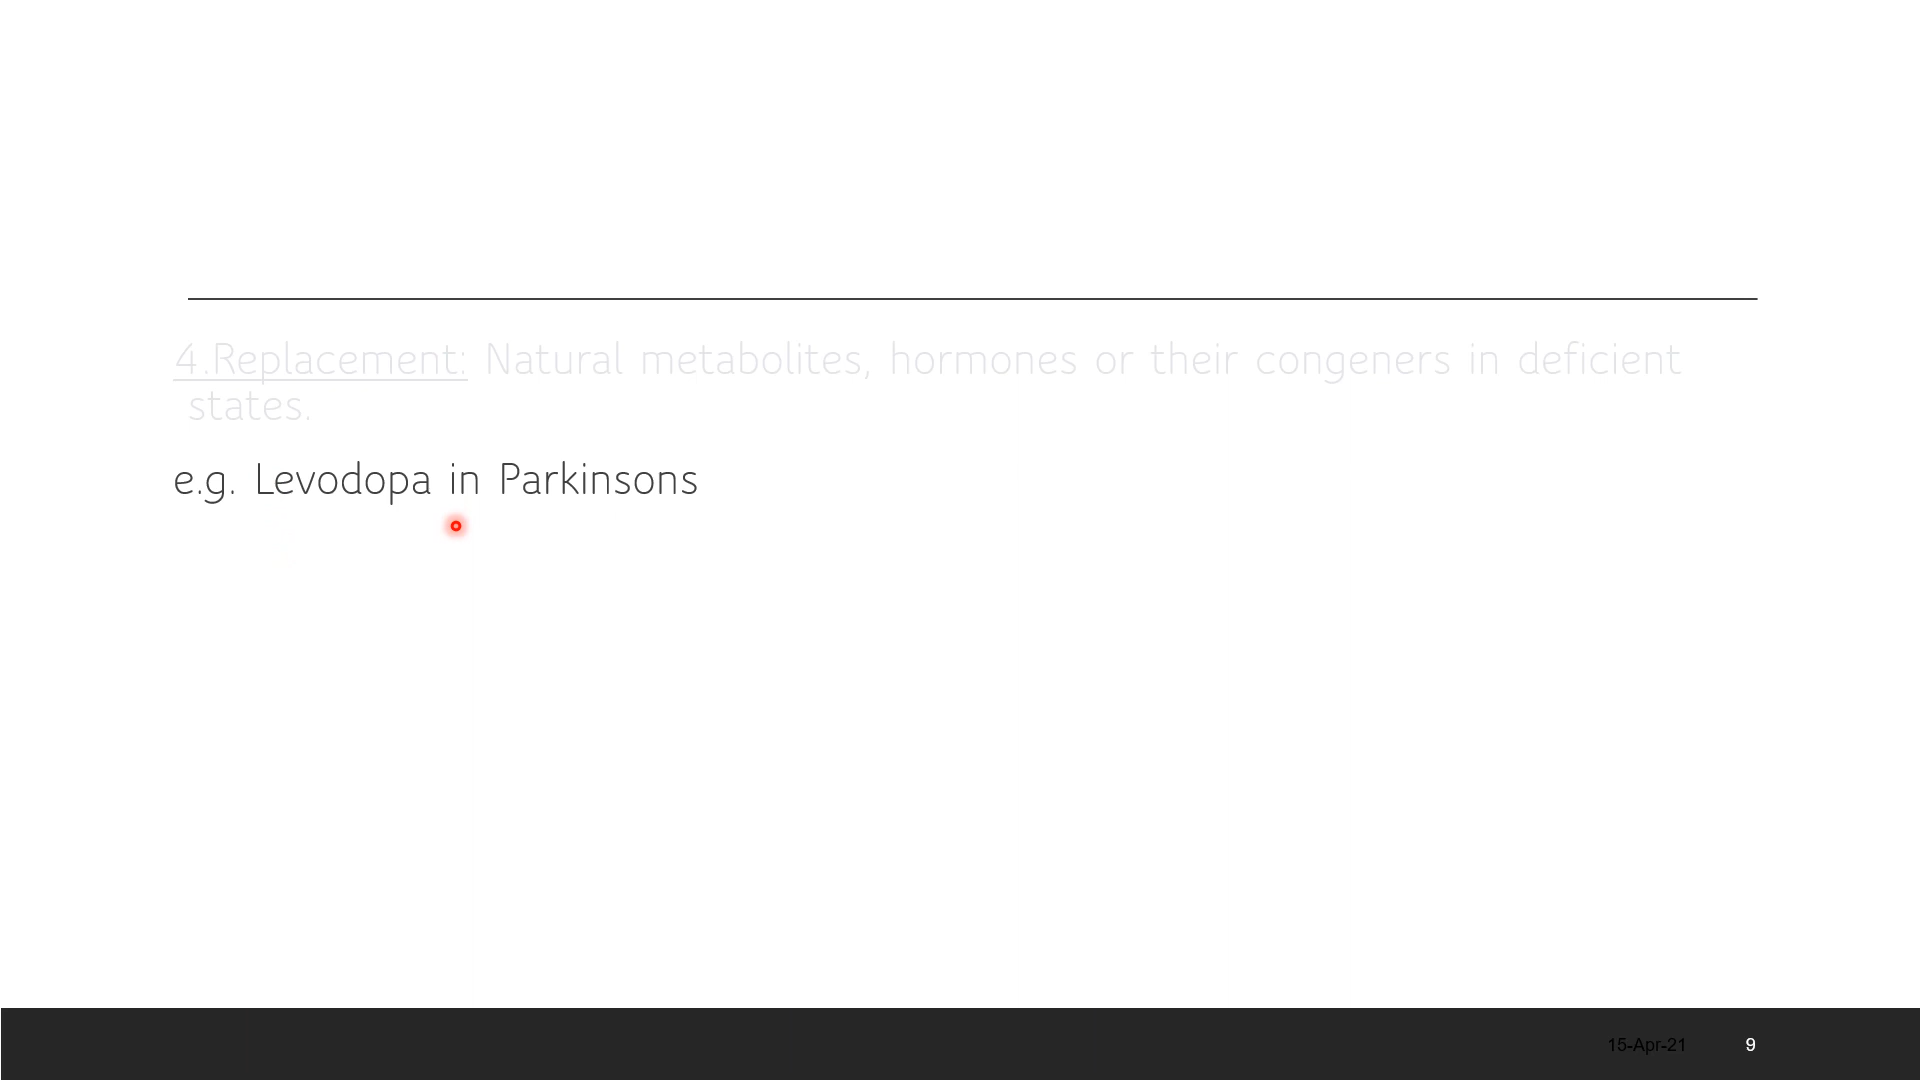 4.Replacement: Natural metabolites, hormones or their congeners in deficient
states.
e.g. Levodopa in Parkinsons
15-Apr-21
9